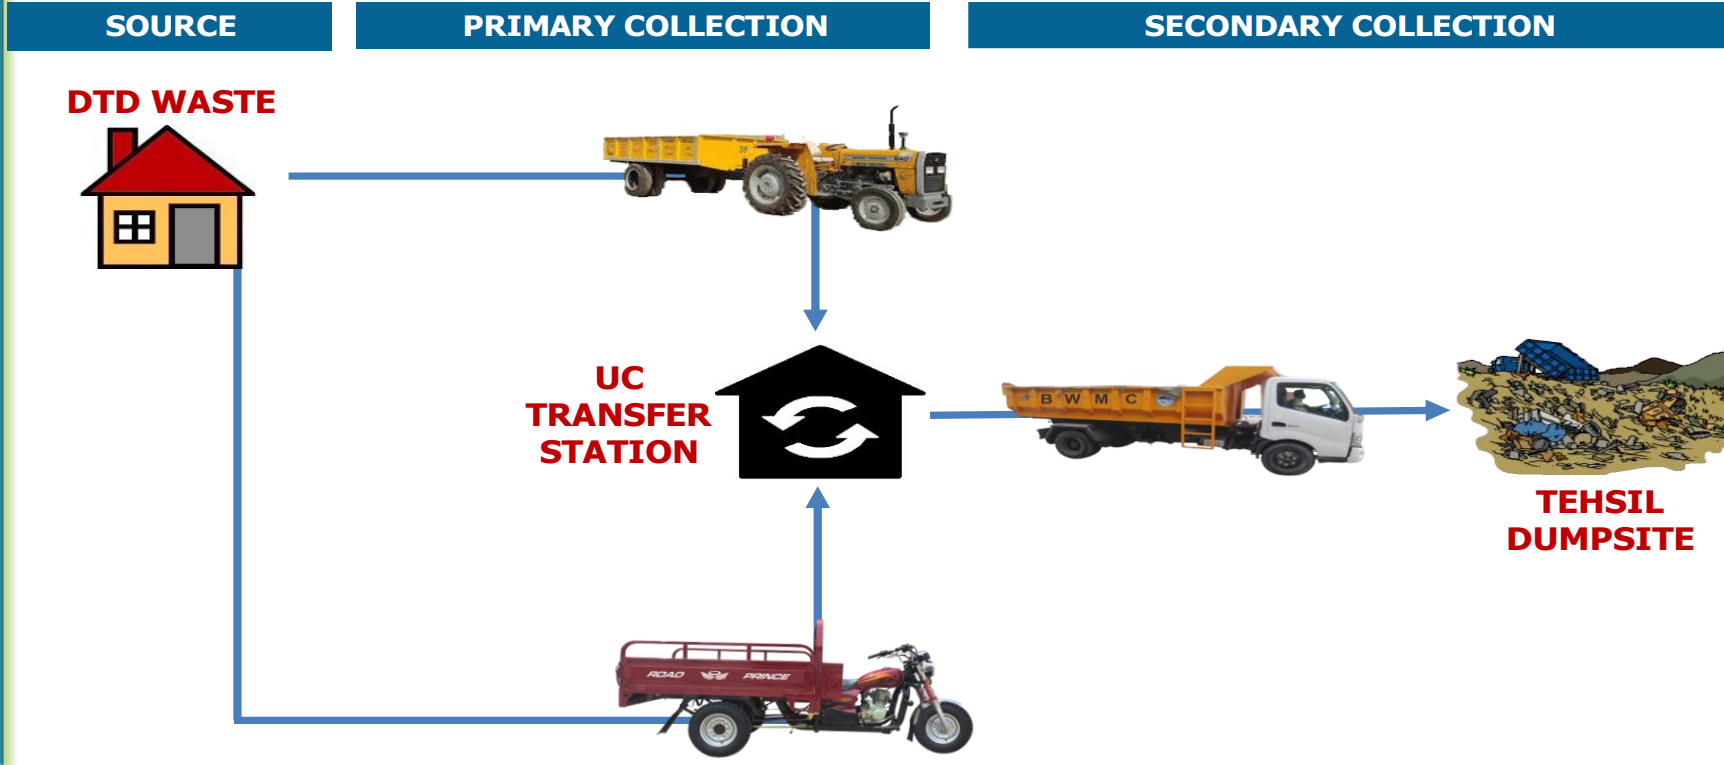 SOURCE
PRIMARY COLLECTION
SECONDARY COLLECTION
DTD WASTE
UC
TRANSFER
STATION
B W M C
TEHSIL
DUMPSITE
ROAD PRINCE